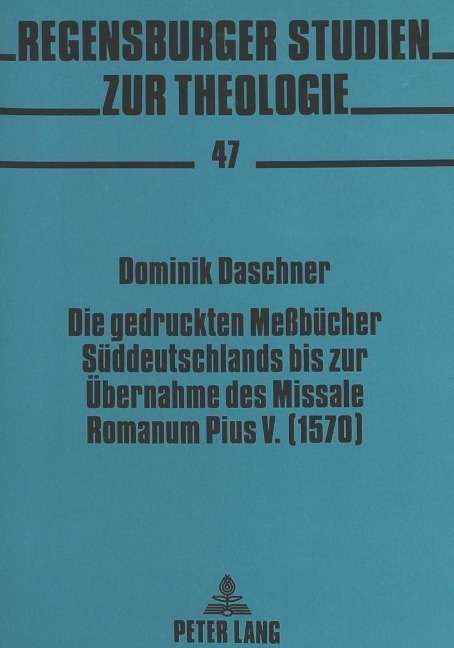 REGENSBURGER STUDIEN
ZUR THEOLOGIE
47
Dominik Daschner
Die gedruckten Meßbücher
Süddeutschlands bis zur
Übernahme des Missale
Romanum Pius V. (1570)
PETER LANG